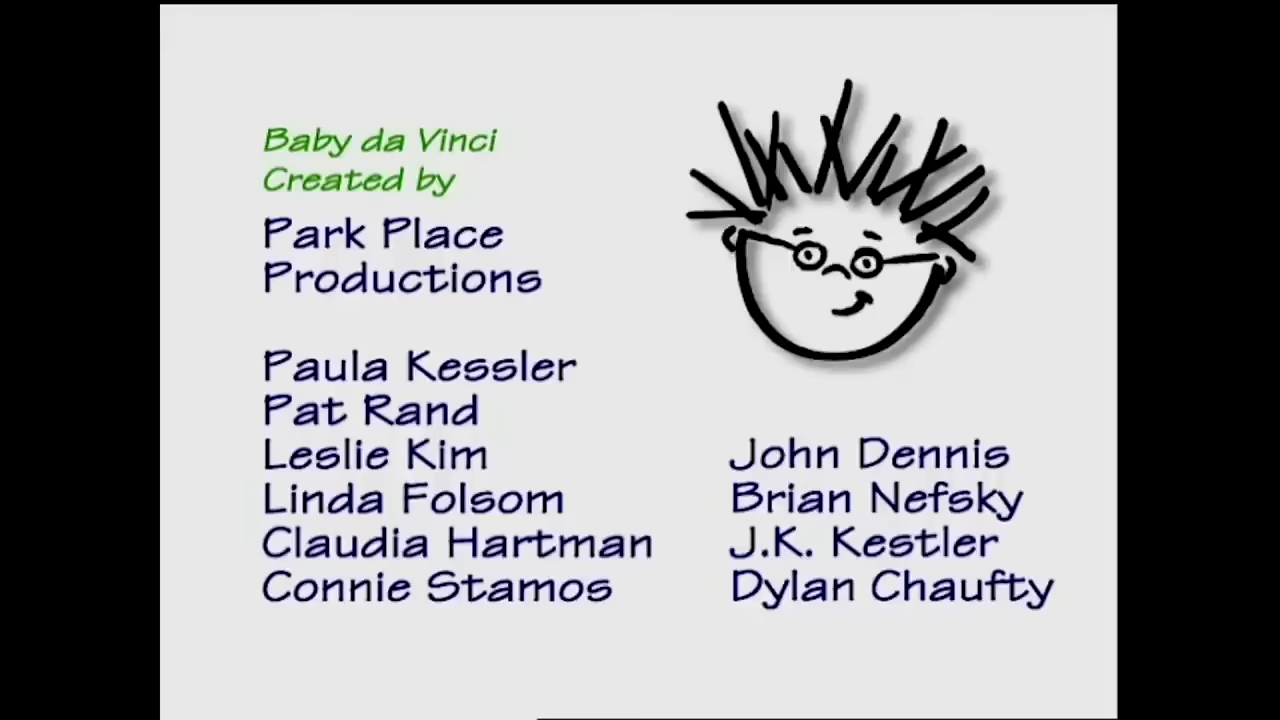 Baby da Vinci
Created by
Park Place
Productions
Paula Kessler
Pat Rand
Leslie Kim
Linda Folsom
Claudia Hartman
Connie Stamos
John Dennis
Brian Nefsky
J.K. Kestler
Dylan Chaufty